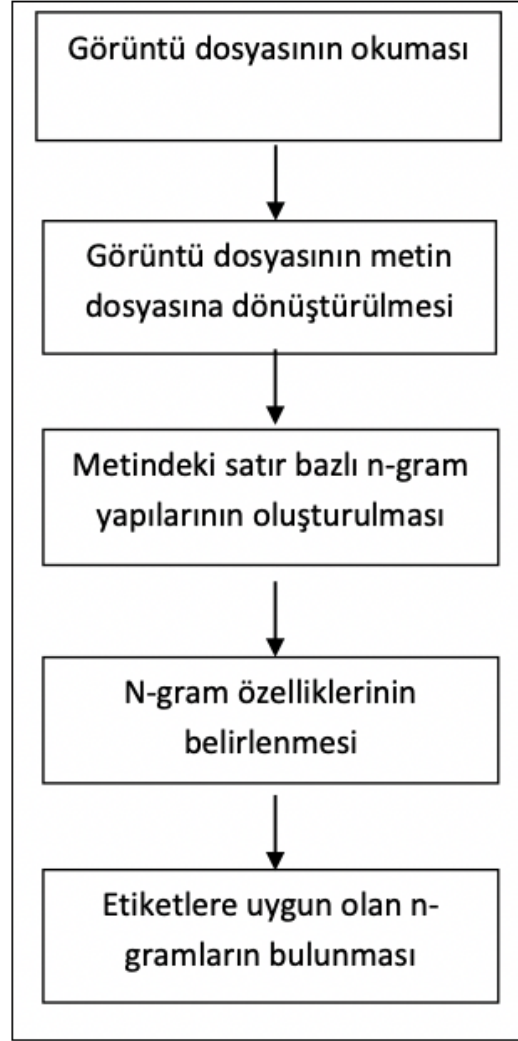 Görüntü dosyasının okuması
Görüntü dosyasının metin
dosyasına dönüştürülmesi
Metindeki satır bazlı n-gram
yapılarının oluşturulması
N-gram özelliklerinin
belirlenmesi
Etiketlere uygun olan n-
gramların bulunması